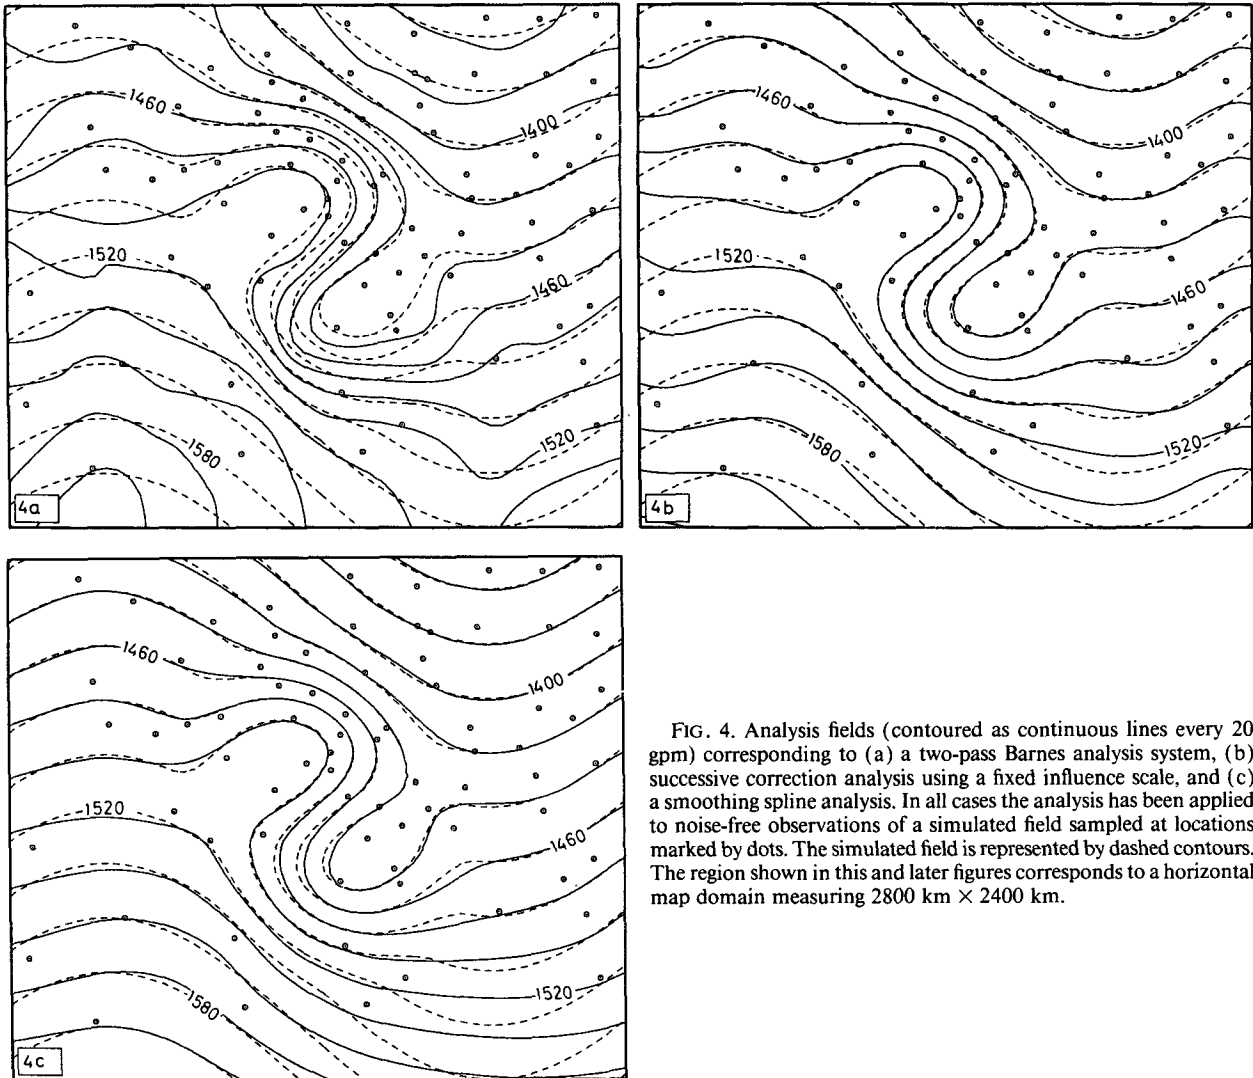 1460
1400
1520
1460
1580
1520
4a
1460
1400
1520
1460
1580
1520
4b
1460
1400
1520
1460
1580
1520
4c
FIG. 4. Analysis fields (contoured as continuous lines every 20
gpm) corresponding to (a) a two-pass Barnes analysis system, (b)
successive correction analysis using a fixed influence scale, and (c)
a smoothing spline analysis. In all cases the analysis has been applied
to noise-free observations of a simulated field sampled at locations
marked by dots. The simulated field is represented by dashed contours.
The region shown in this and later figures corresponds to a horizontal
map domain measuring 2800 km × 2400 km.